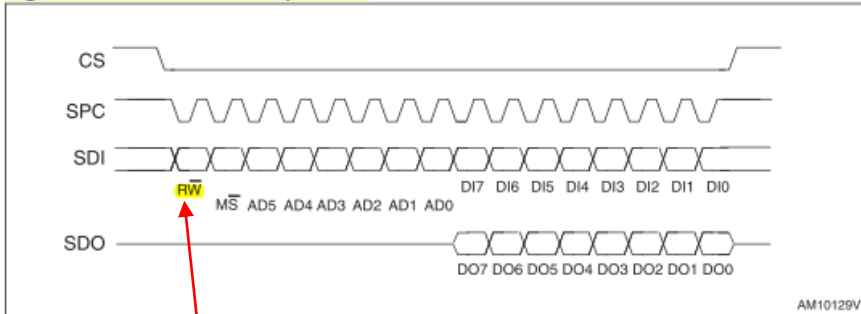 CS
SPC
SDI
RW̅ DI7 DI6 DI5 DI4 DI3 DI2 DI1 DI0
MS̅ AD5 AD4 AD3 AD2 AD1 AD0
SDO
DO7 DO6 DO5 DO4 DO3 DO2 DO1 DO0
AM10129V